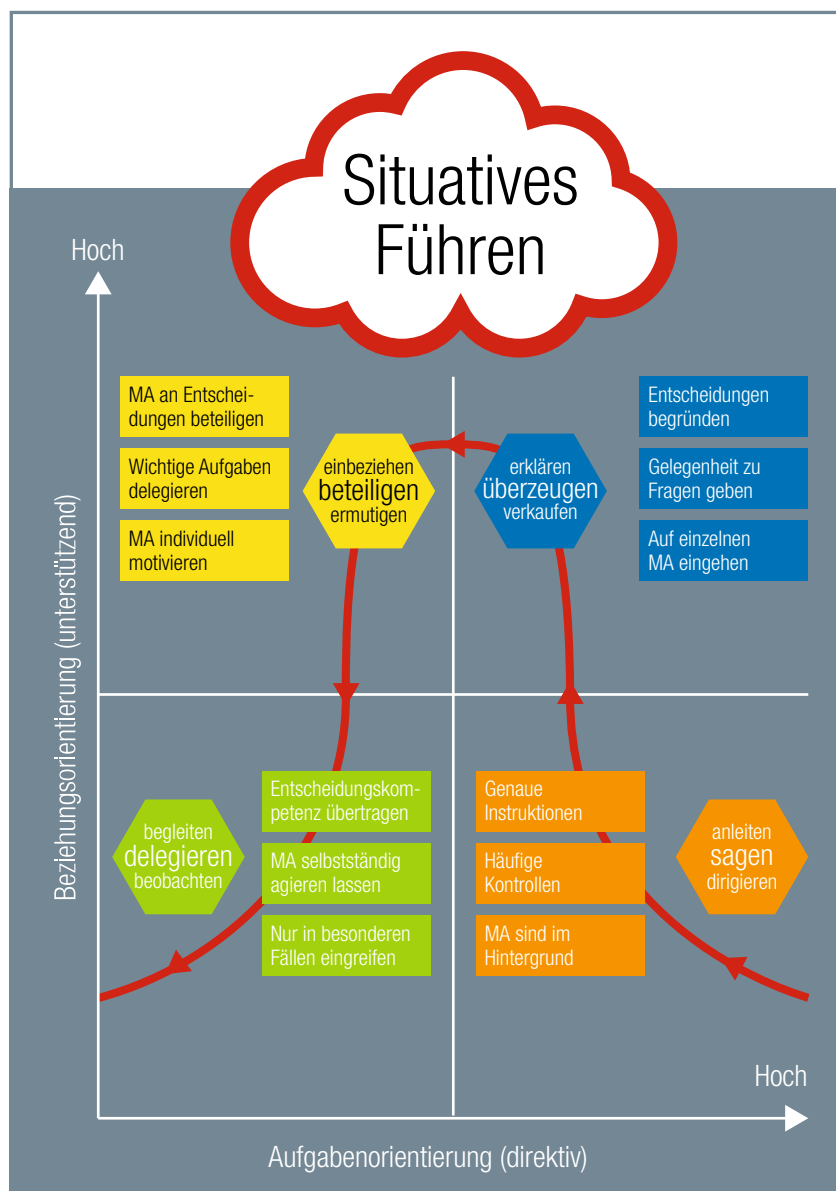 Situatives
Führen
Hoch
MA an Entschei-
dungen beteiligen
Wichtige Aufgaben
delegieren
MA individuell
motivieren
einbeziehen
beteiligen
ermutigen
erklären
überzeugen
verkaufen
Entscheidungen
begründen
Gelegenheit zu
Fragen geben
Auf einzelnen
MA eingehen
Beziehungsorientierung (unterstützend)
begleiten
delegieren
beobachten
Entscheidungskom-
petenz übertragen
MA selbstständig
agieren lassen
Nur in besonderen
Fällen eingreifen
Genaue
Instruktionen
Häufige
Kontrollen
MA sind im
Hintergrund
anleiten
sagen
dirigieren
Hoch
Aufgabenorientierung (direktiv)